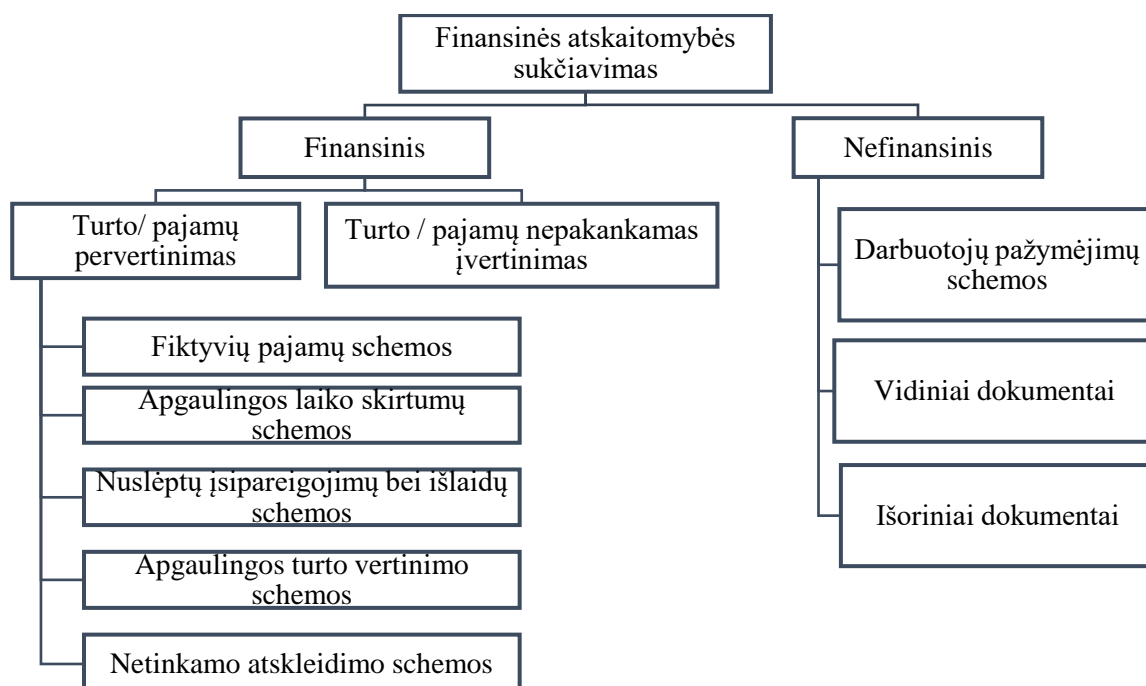 Finansinės atskaitomybės
sukčiavimas
Finansinis
Nefinansinis
Turto/ pajamų
pervertinimas
Turto / pajamų nepakankamas
įvertinimas
Fiktyvių pajamų schemos
Apgaulingos laiko skirtumų
schemos
Nuslėptų įsipareigojimų bei išlaidų
schemos
Apgaulingos turto vertinimo
schemos
Netinkamo atskleidimo schemos
Darbuotojų pažymėjimų
schemos
Vidiniai dokumentai
Išoriniai dokumentai